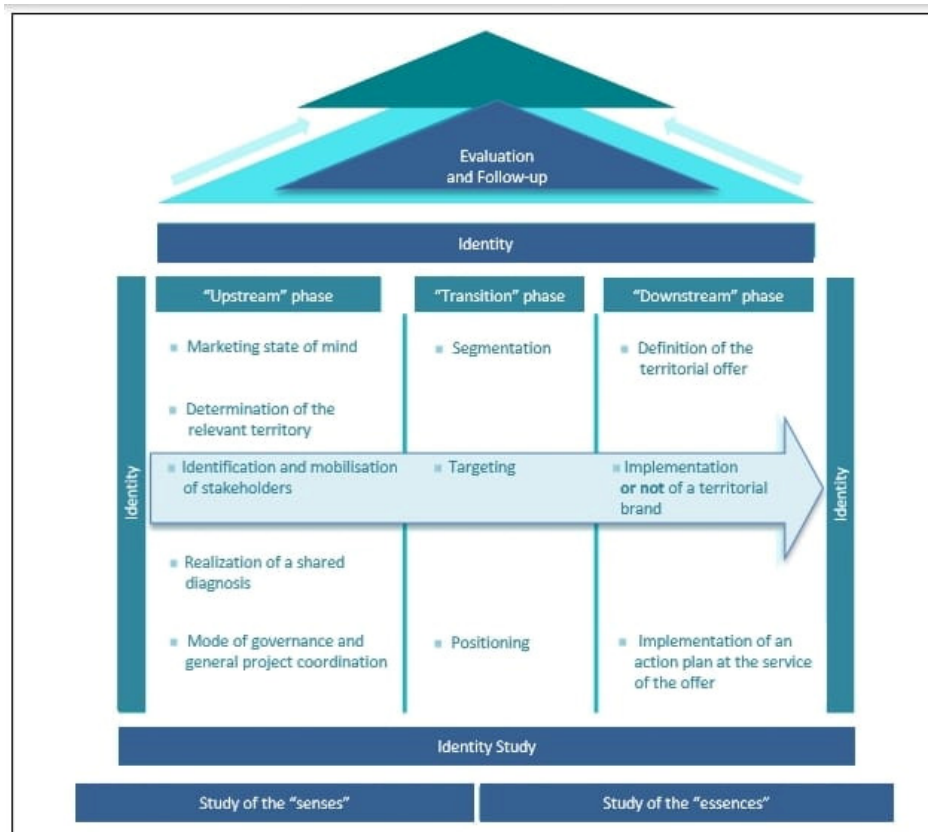 Evaluation
and Follow-up
Identity
"Upstream" phase
"Transition" phase
"Downstream" phase
Identity
Marketing state of mind
Determination of the
relevant territory
Identification and mobilisation
of stakeholders
Realization of a shared
diagnosis
Mode of governance and
general project coordination
Segmentation
Targeting
Positioning
Definition of the
territorial offer
Implementation
or not of a territorial
brand
Implementation of an
action plan at the service
of the offer
Identity
Identity Study
Study of the "senses"
Study of the "essences"